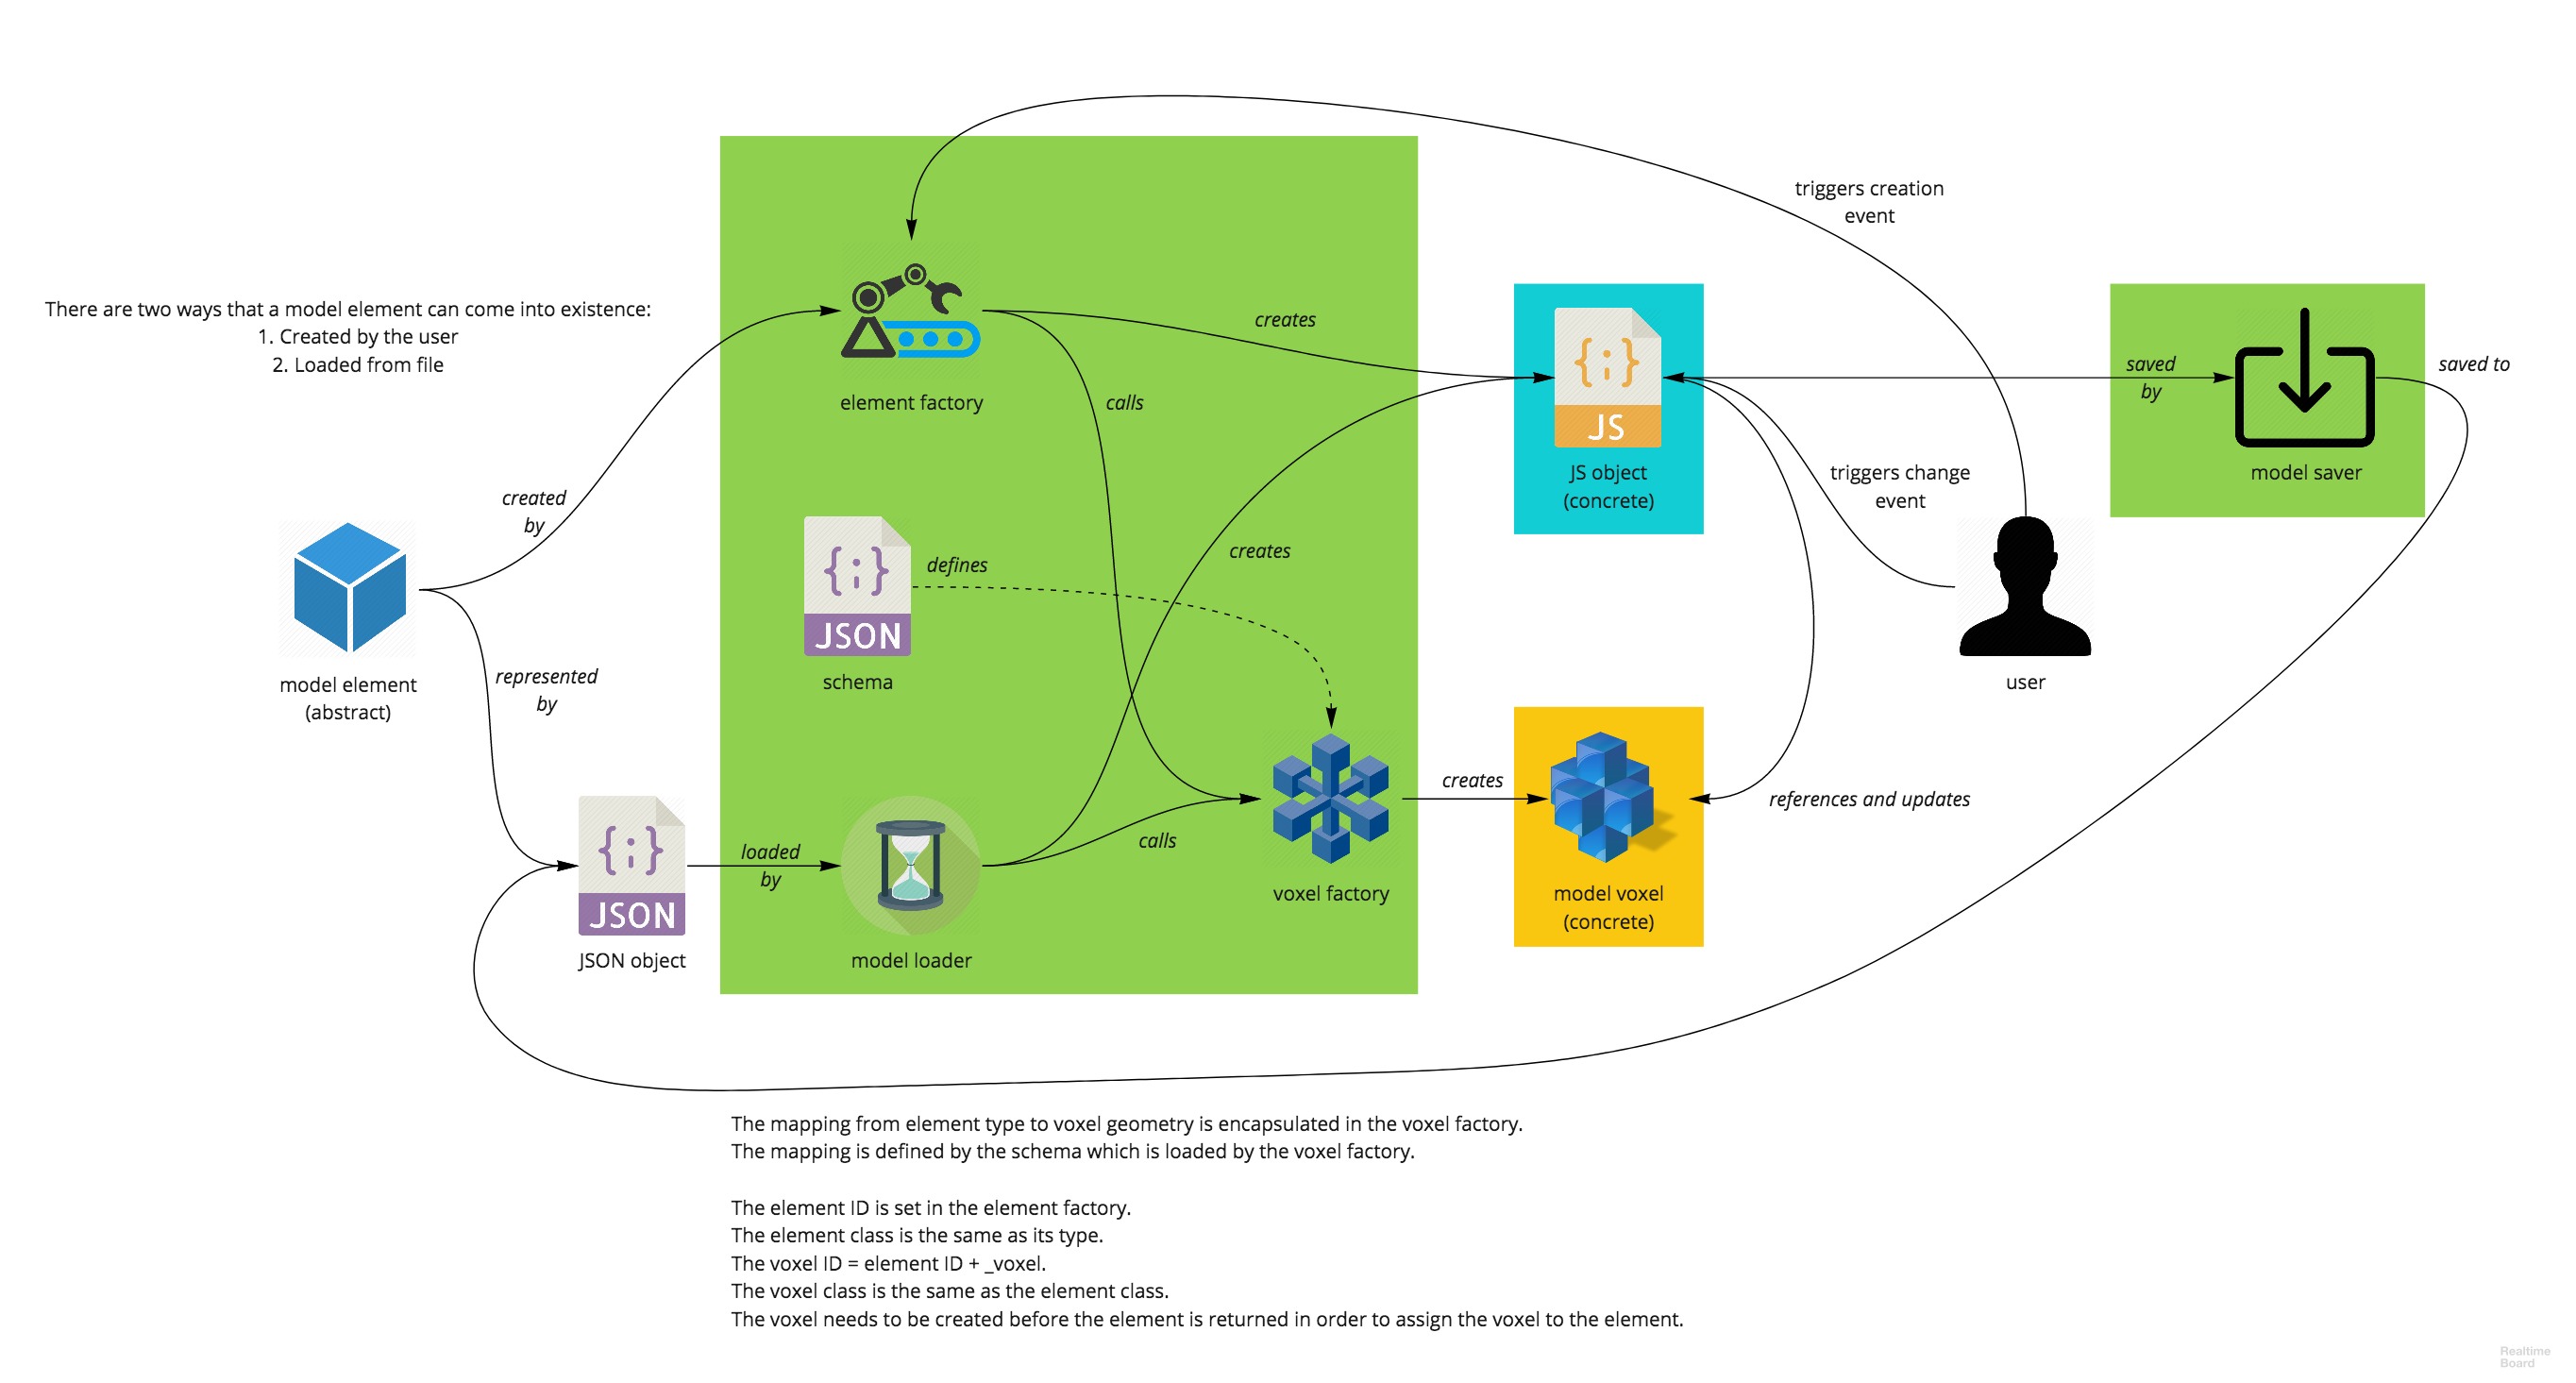 triggers creation
event
There are two ways that a model element can come into existence:
1. Created by the user
2. Loaded from file
creates
saved
by
saved to
element factory
calls
{;}
JS
JS object
(concrete)
triggers change
event
model saver
created
by
creates
defines
{;}
JSON
schema
represented
by
model element
(abstract)
user
creates
references and updates
loaded
by
calls
{;}
JSON
JSON object
model loader
voxel factory
model voxel
(concrete)
The mapping from element type to voxel geometry is encapsulated in the voxel factory.
The mapping is defined by the schema which is loaded by the voxel factory.
The element ID is set in the element factory.
The element class is the same as its type.
The voxel ID = element ID + _voxel.
The voxel class is the same as the element class.
The voxel needs to be created before the element is returned in order to assign the voxel to the element.
Realtime
Board